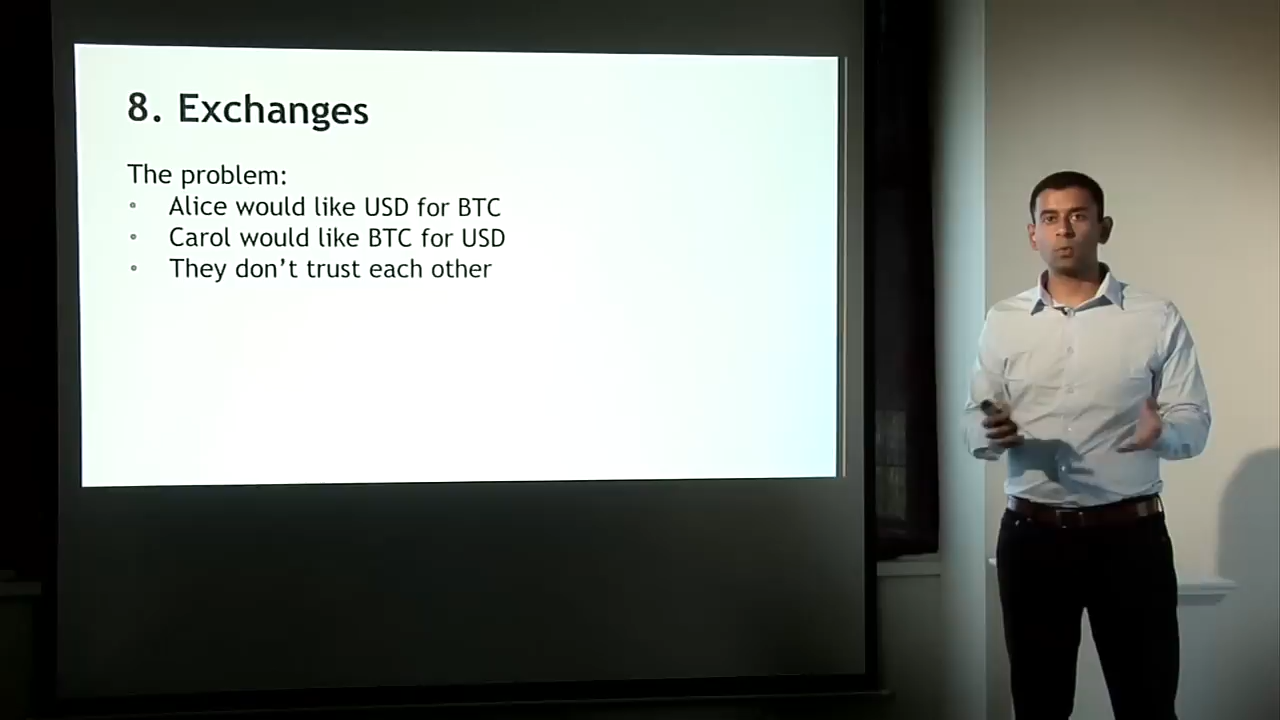 8. Exchanges
The problem:
• Alice would like USD for BTC
• Carol would like BTC for USD
• They don’t trust each other